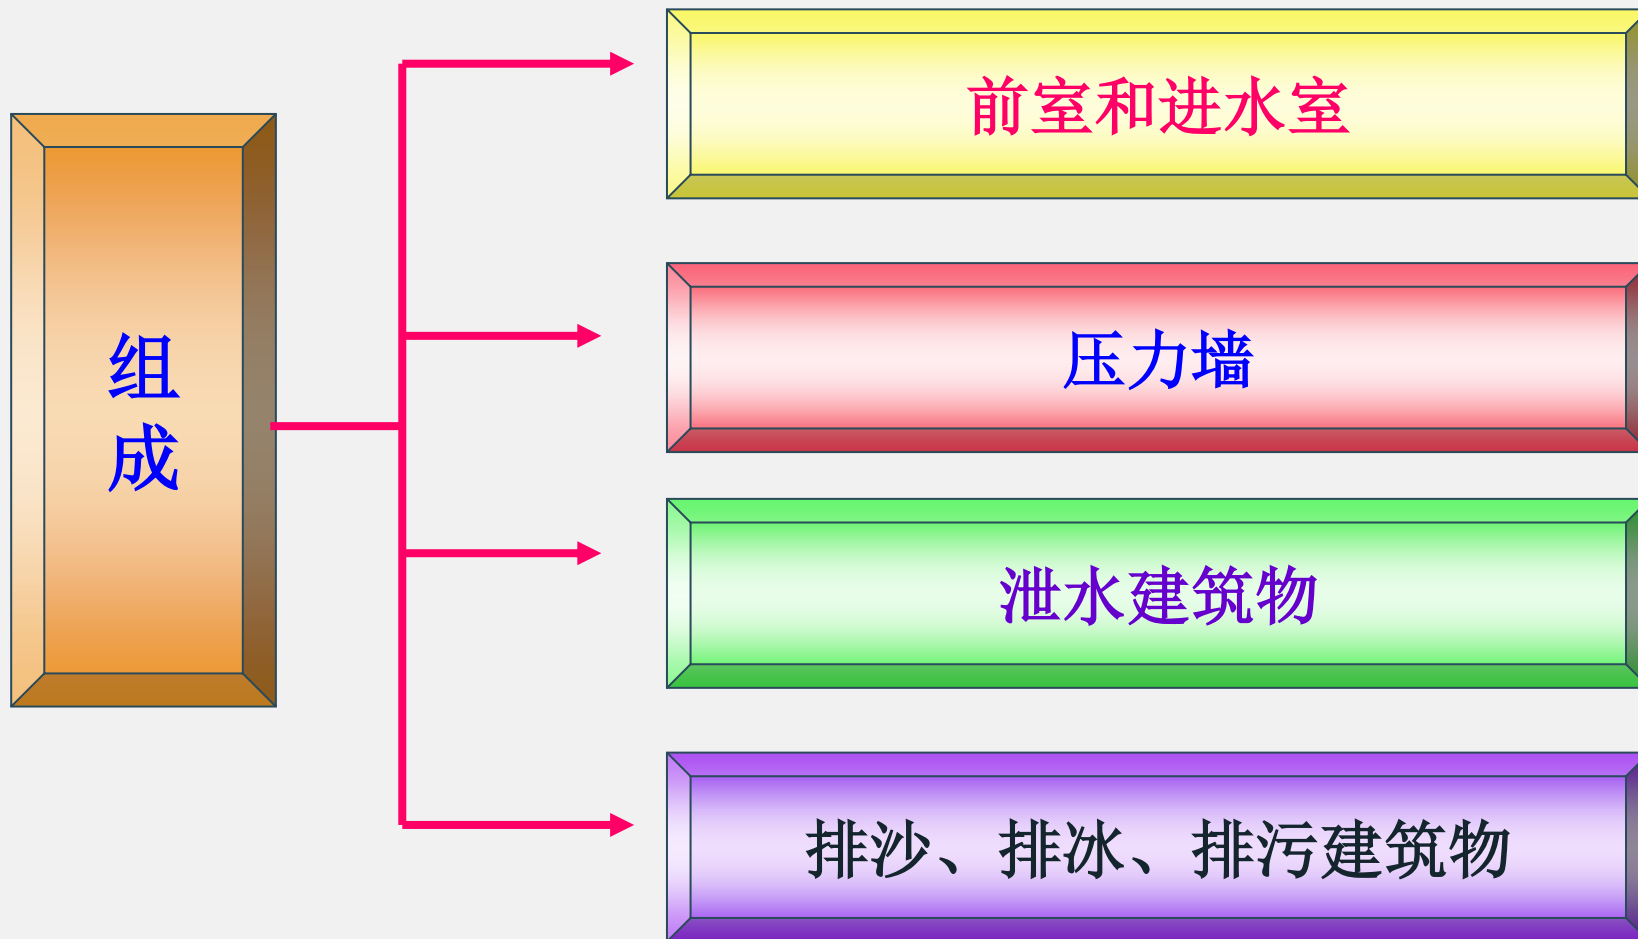 组
成
前室和进水室
压力墙
泄水建筑物
排沙、排冰、排污建筑物